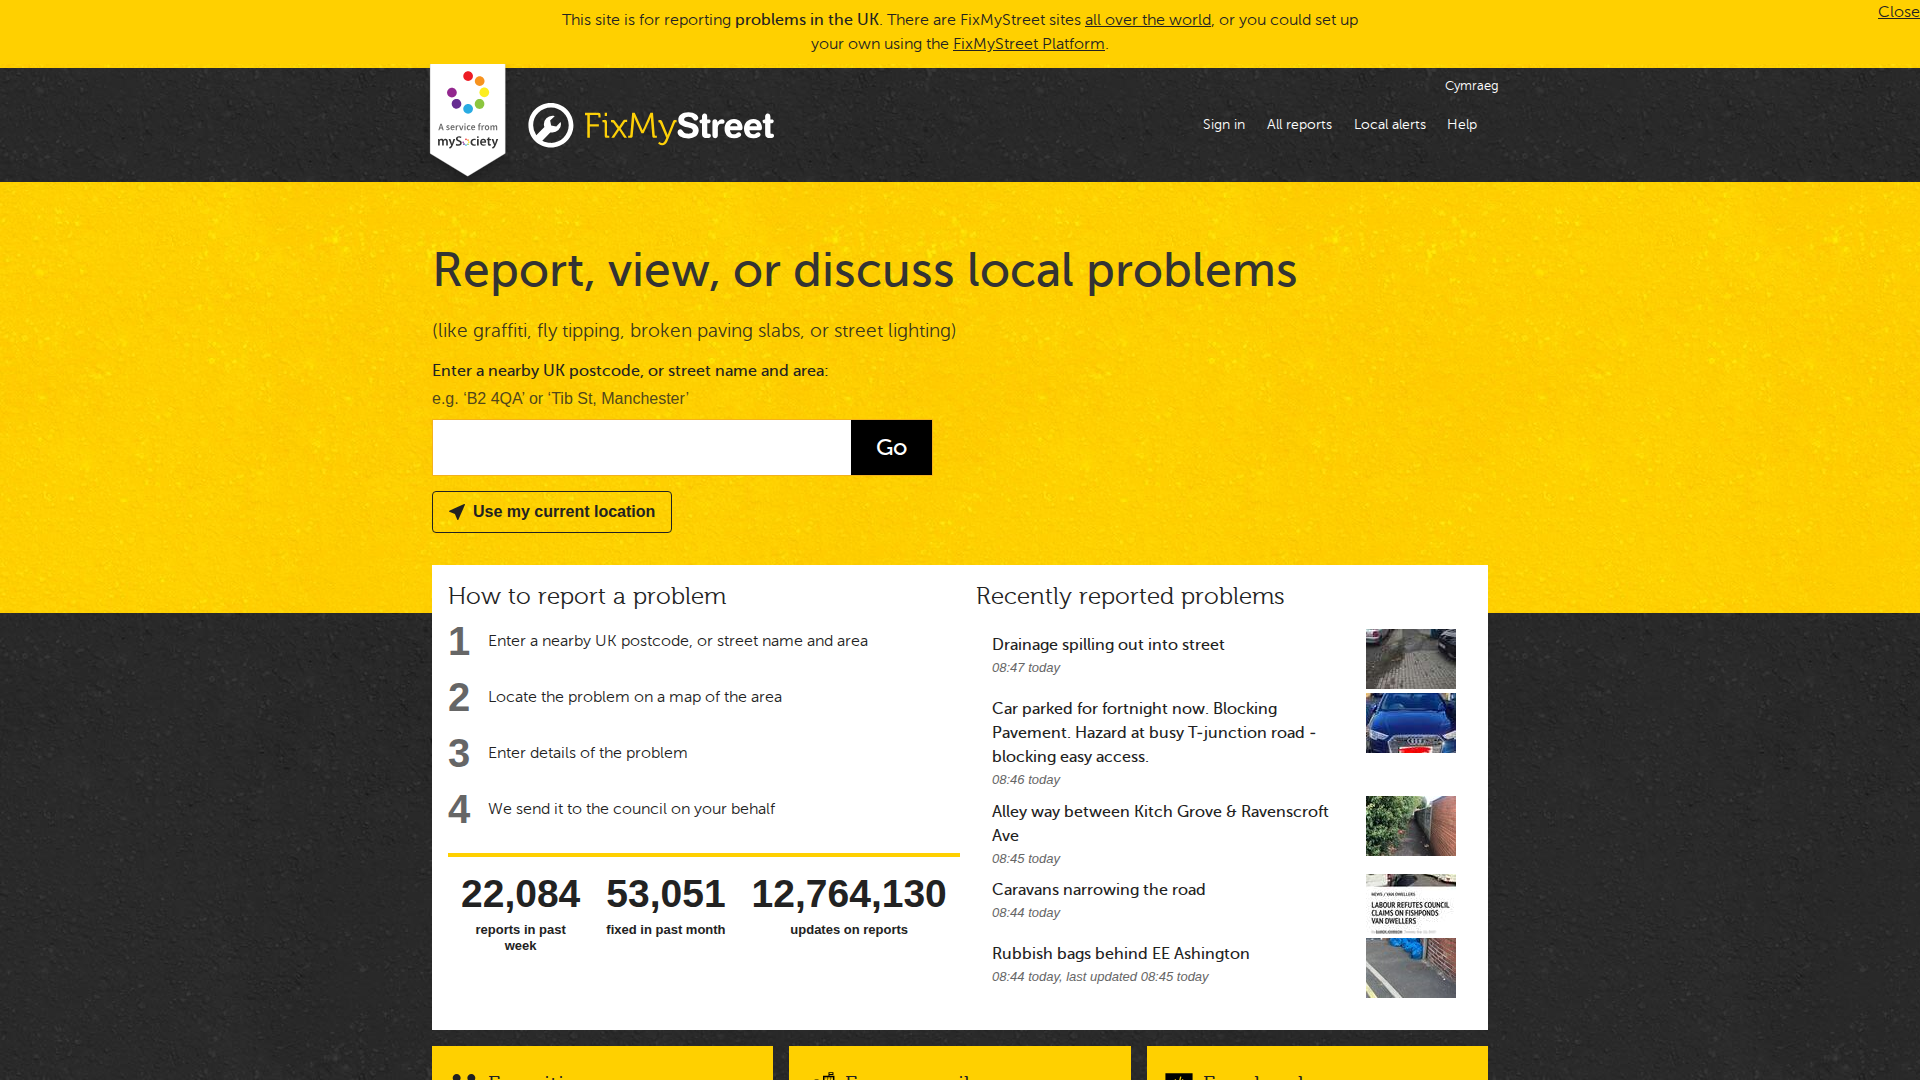 This site is for reporting problems in the UK. There are FixMyStreet sites all over the world, or you could set up
your own using the FixMyStreet Platform.
Close
Cymraeg
A service from
mySociety
FixMyStreet
Sign in
All reports
Local alerts
Help
Report, view, or discuss local problems
(like graffiti, fly tipping, broken paving slabs, or street lighting)
Enter a nearby UK postcode, or street name and area:
e.g. ‘B2 4QA’ or ‘Tib St, Manchester’
Go
Use my current location
How to report a problem
1 Enter a nearby UK postcode, or street name and area
2 Locate the problem on a map of the area
3 Enter details of the problem
4 We send it to the council on your behalf
22,084 53,051 12,764,130
reports in past fixed in past month updates on reports
week
Recently reported problems
Drainage spilling out into street
08:47 today
Car parked for fortnight now. Blocking
Pavement. Hazard at busy T-junction road -
blocking easy access.
08:46 today
Alley way between Kitch Grove & Ravenscroft
Ave
08:45 today
Caravans narrowing the road
08:44 today
NEWS / VAN DWELLERS
LABOUR REFUTES COUNCIL
CLAIMS ON FISHPONDS
VAN DWELLERS
Rubbish bags behind EE Ashington
08:44 today, last updated 08:45 today